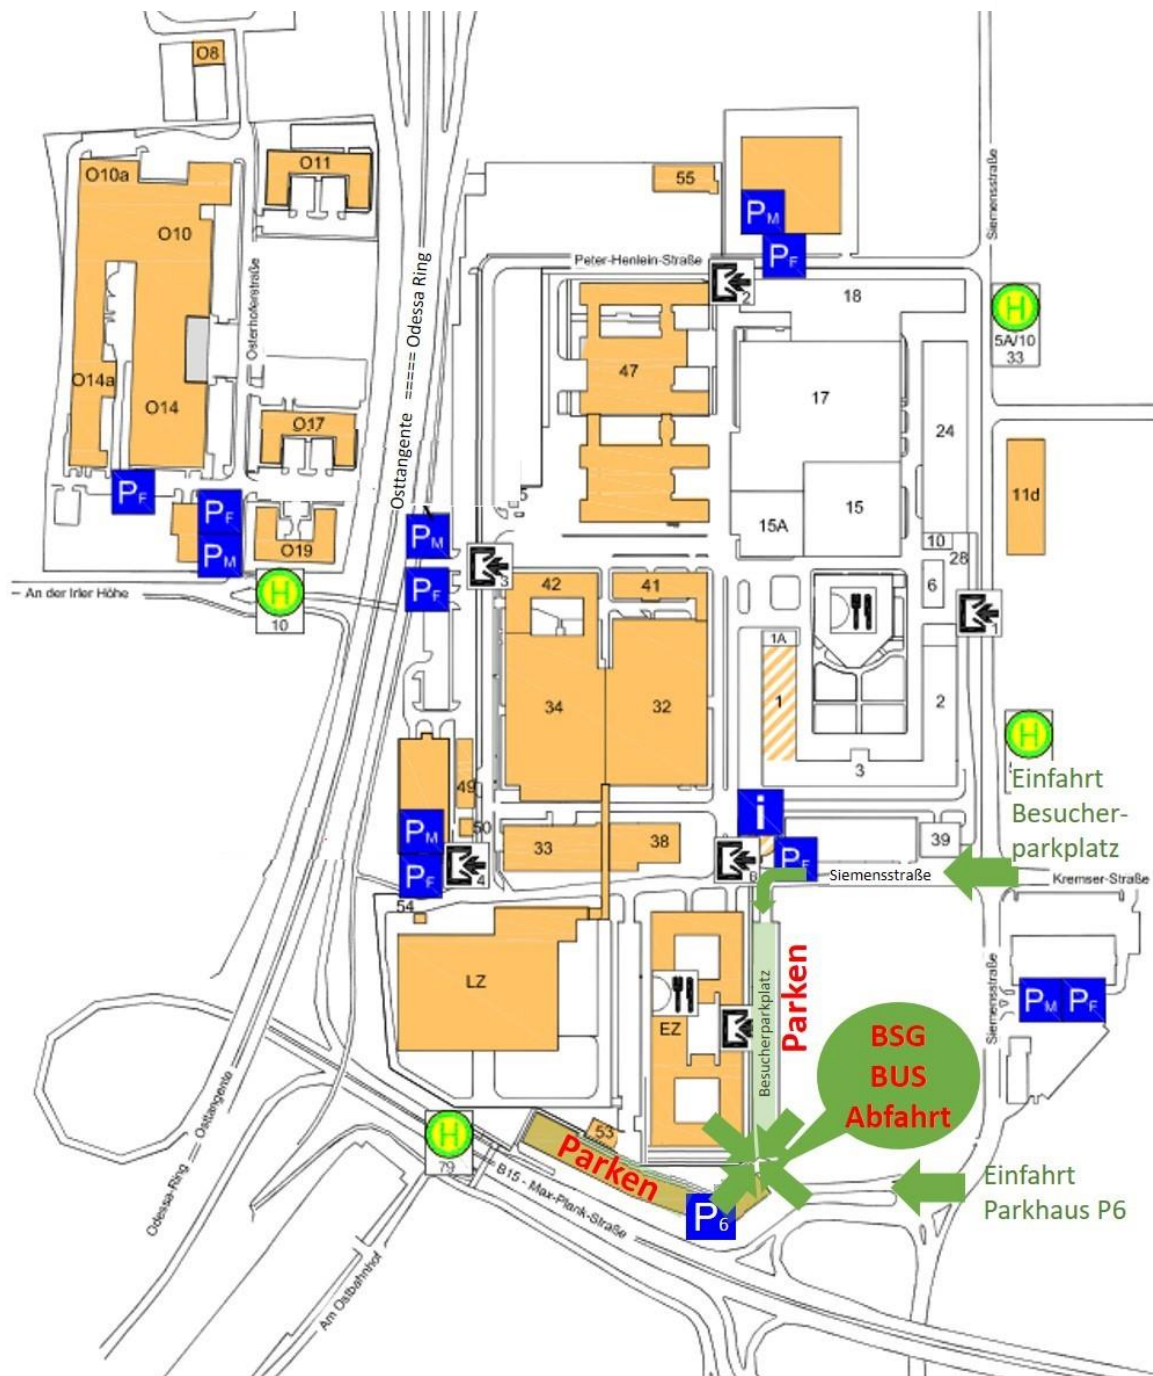 O8
O11
O10a
O10
55
PM
Siemensstraße
PF
Peter-Henlein-Straße
2
18
Osterhoferstraße
Osttangente ===== Odessa Ring
H
5A/10
33
47
17
O14a
O14
O17
24
PF
11d
PF
15
15A
PM
O19
10
28
PM
3
PF
42
41
6
An der Irler Höhe
H
10
1
1A
34
32
1
2
H
3
Einfahrt
Besucher-
parkplatz
49
50
PM
i
33
38
39
PF
4
PF
Siemensstraße
Kremser-Straße
54
LZ
EZ
Besucherparkplatz
Parken
Siemensstraße
PM
PF
BSG
BUS
Abfahrt
Odessa-Ring == Osttangente
H
79
53
Parken
B15 - Max-Plank-Straße
P6
Einfahrt
Parkhaus P6
Am Ostbahnhof